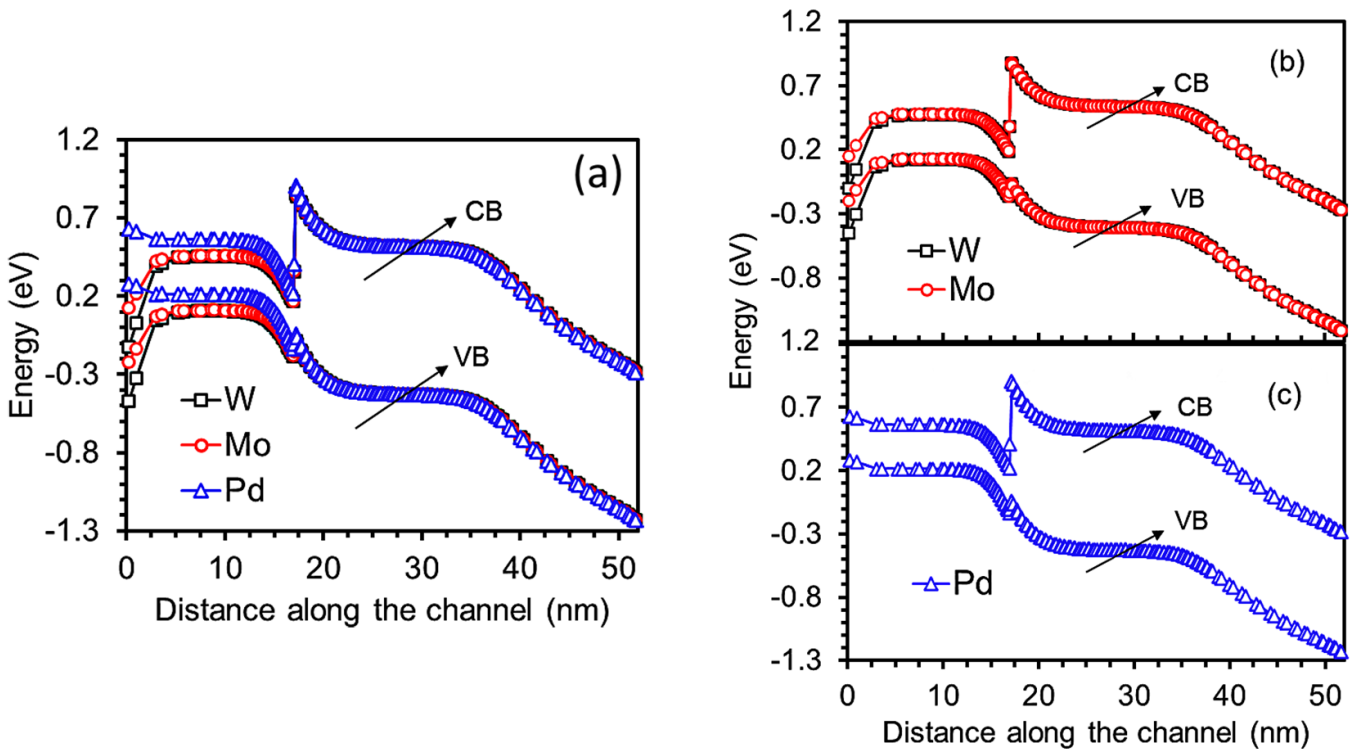 1.2
0.7
0.2
-0.3
-0.8
-1.3
Energy (eV)
(a)
CB
VB
W
Mo
Pd
0 10 20 30 40 50
Distance along the channel (nm)
1.2
0.7
0.2
-0.3
-0.8
1.2
Energy (eV)
(b)
CB
VB
W
Mo
0.7
0.2
-0.3
-0.8
-1.3
(c)
CB
VB
Pd
0 10 20 30 40 50
Distance along the channel (nm)